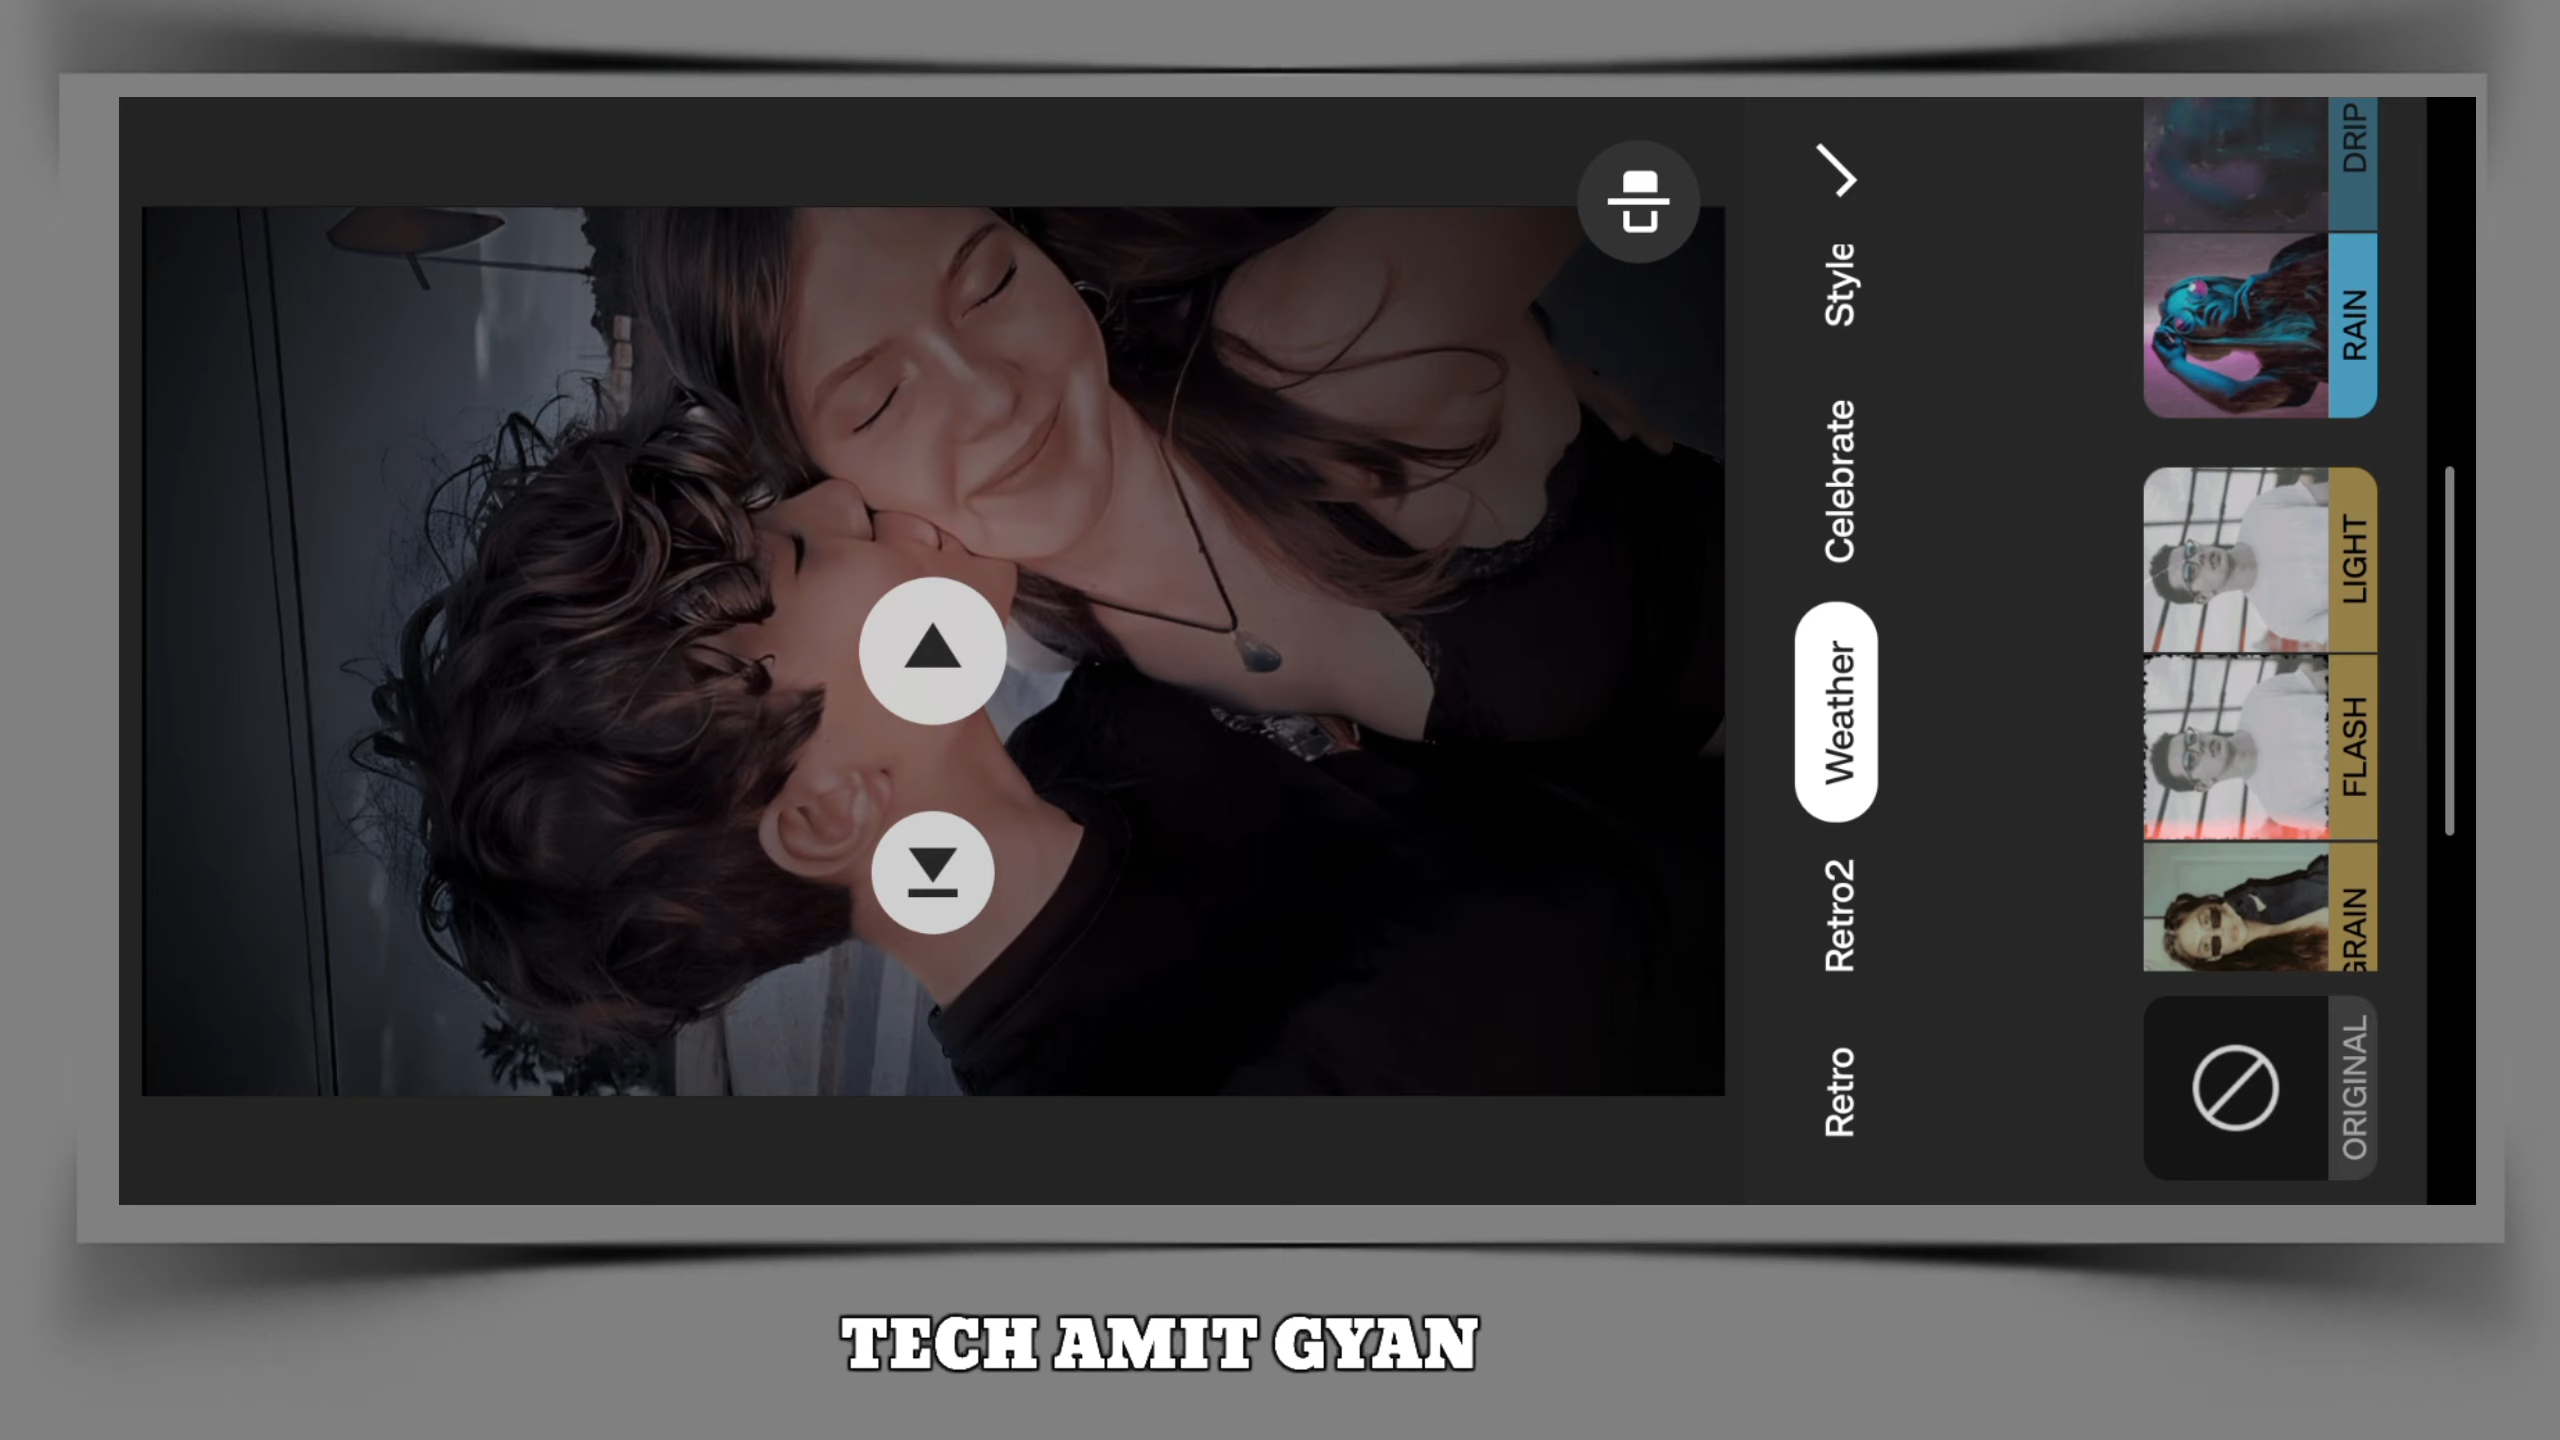 Retro Retro2 Weather Celebrate Style
ORIGINAL GRAIN FLASH LIGHT RAIN DRIP
TECH AMIT GYAN